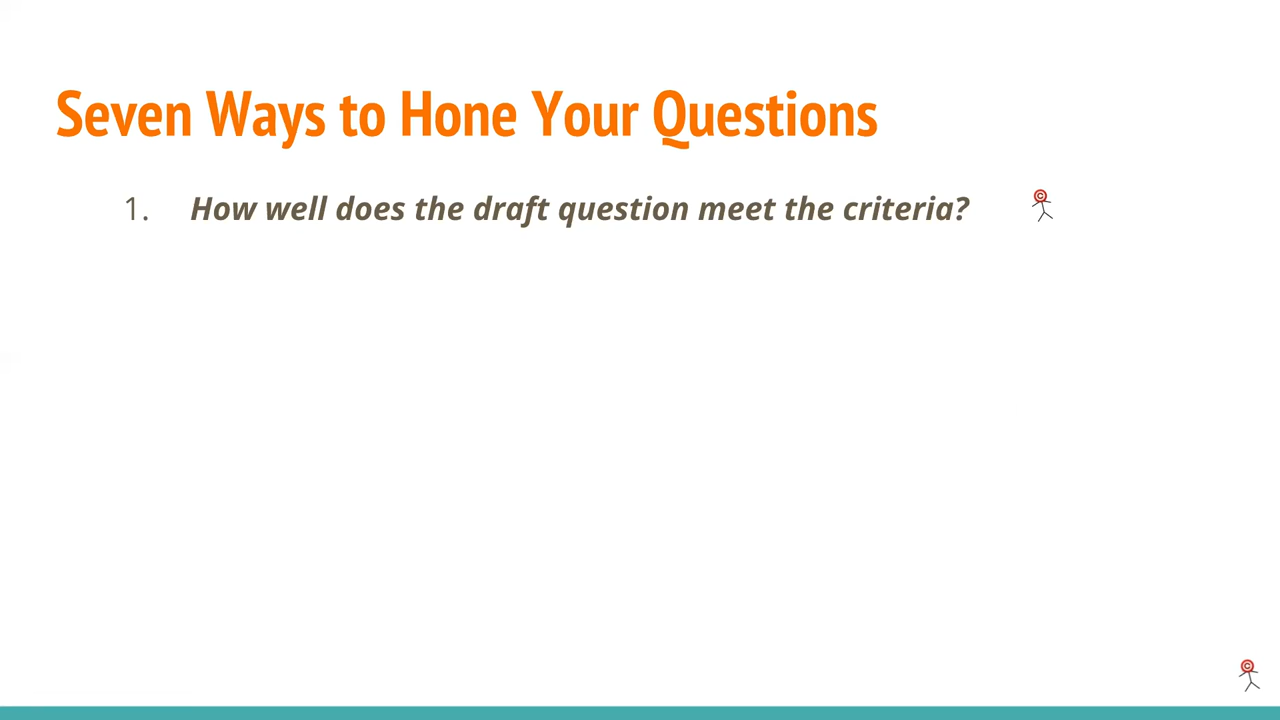 Seven Ways to Hone Your Questions
1. How well does the draft question meet the criteria?
©
©